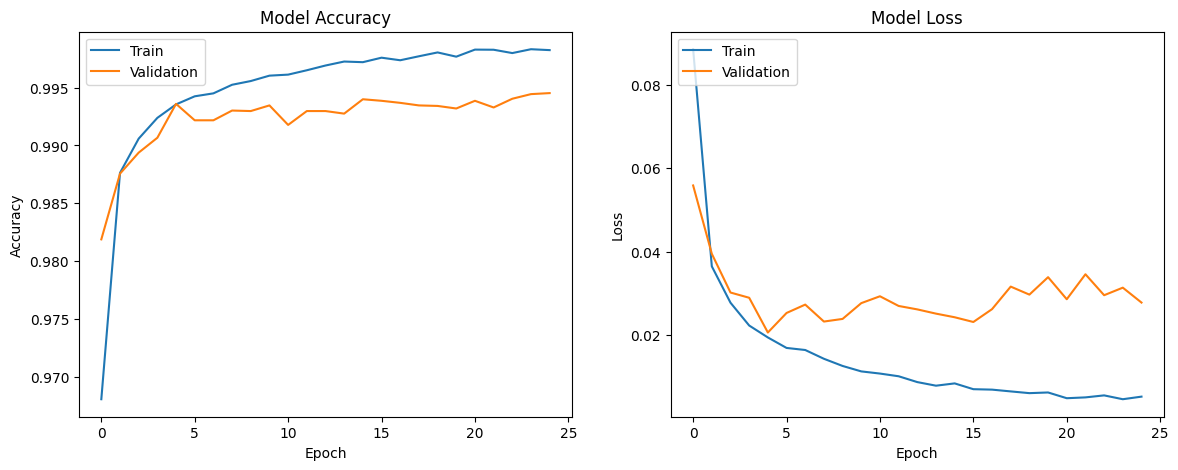 Model Accuracy
Train
Validation
0.995
0.990
0.985
0.980
0.975
0.970
Accuracy
0 5 10 15 20 25
Epoch
Model Loss
Train
Validation
0.08
0.06
0.04
0.02
Loss
0 5 10 15 20 25
Epoch